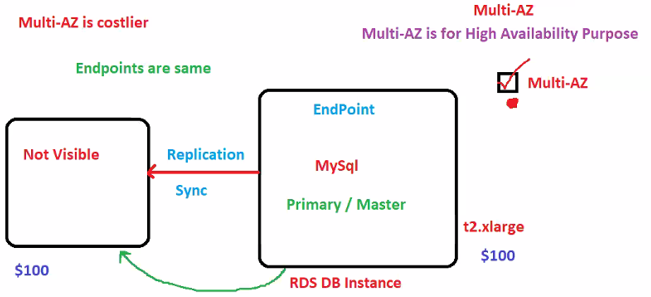 Multi-AZ is costlier
Multi-AZ
Multi-AZ is for High Availability Purpose
Endpoints are same
Multi-AZ
EndPoint
Not Visible
Replication
MySql
Sync
Primary / Master
t2.xlarge
$100
$100
RDS DB Instance